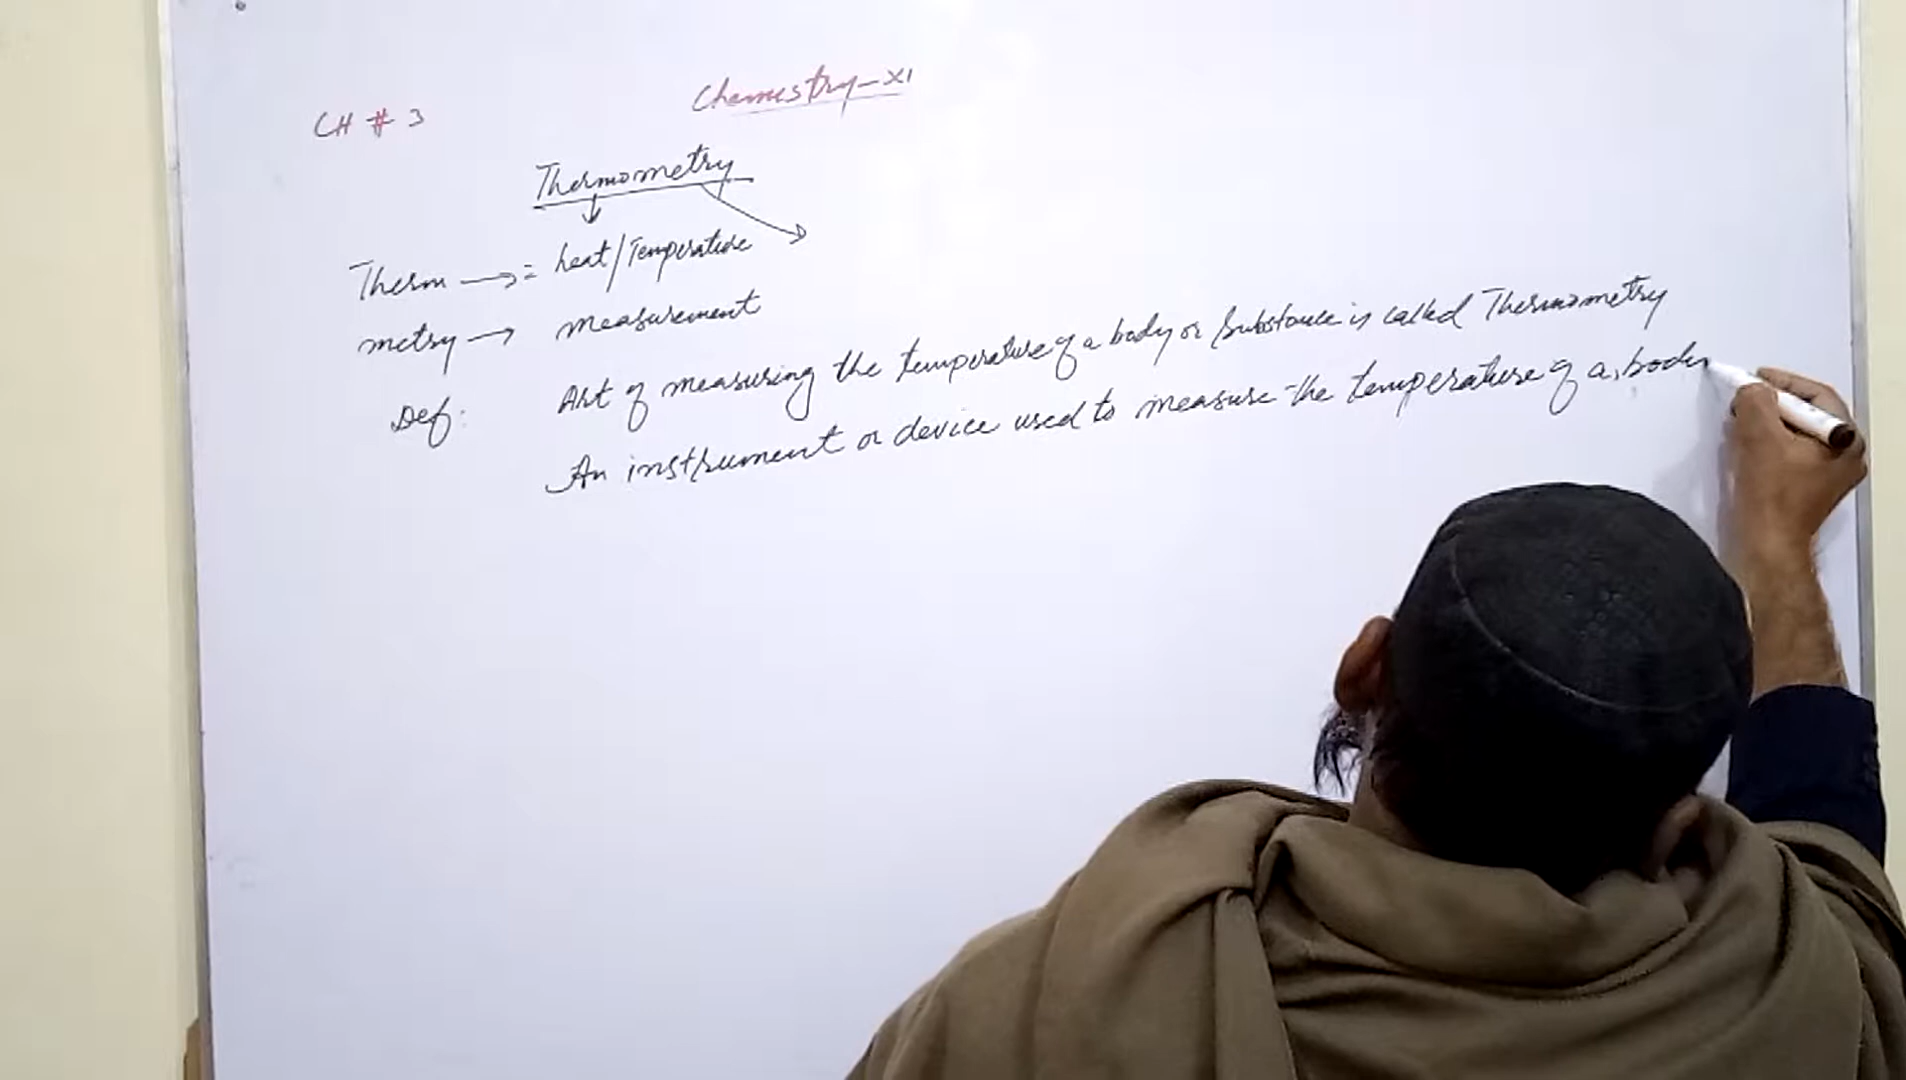 Chemistry-XI
CH # 3
Thermometry
Therm → = heat/Temperature
metry → measurement
Def: Art of measuring the temperature of a body or Substance is called Thermometry
An instrument or device used to measure the temperature of a body